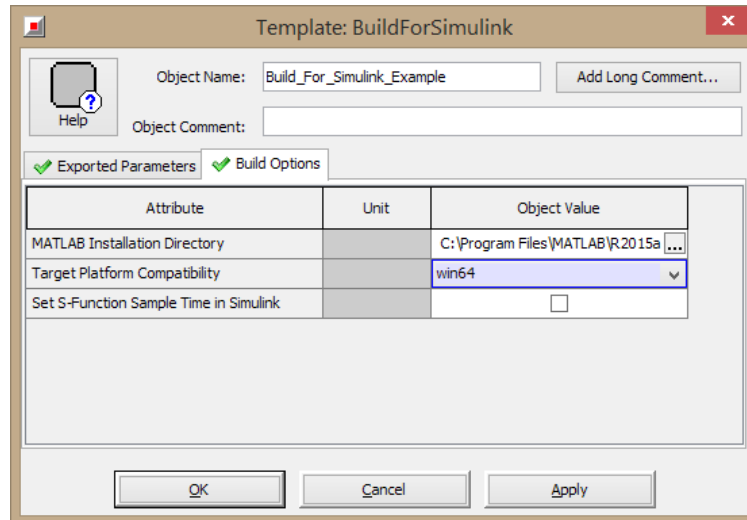 Template: BuildForSimulink
x
Help
?
Object Name: Build_For_Simulink_Example Add Long Comment...
Object Comment:
Exported Parameters Build Options
Attribute Unit Object Value
MATLAB Installation Directory C:\Program Files\MATLAB\R2015a ...
Target Platform Compatibility win64
Set S-Function Sample Time in Simulink
OK Cancel Apply